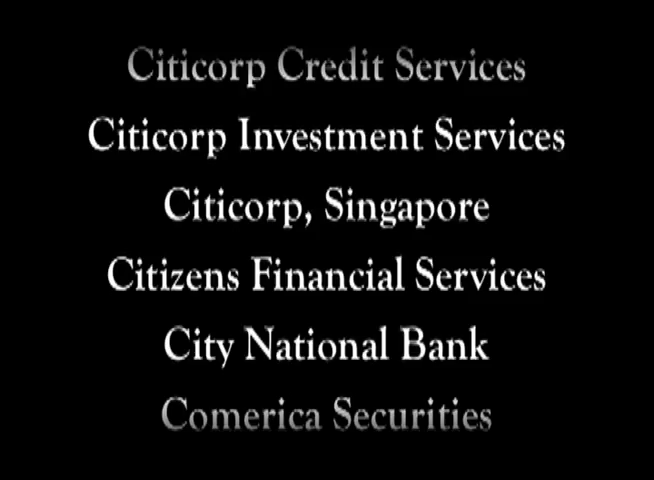 Citicorp Credit Services
Citicorp Investment Services
Citicorp, Singapore
Citizens Financial Services
City National Bank
Comerica Securities